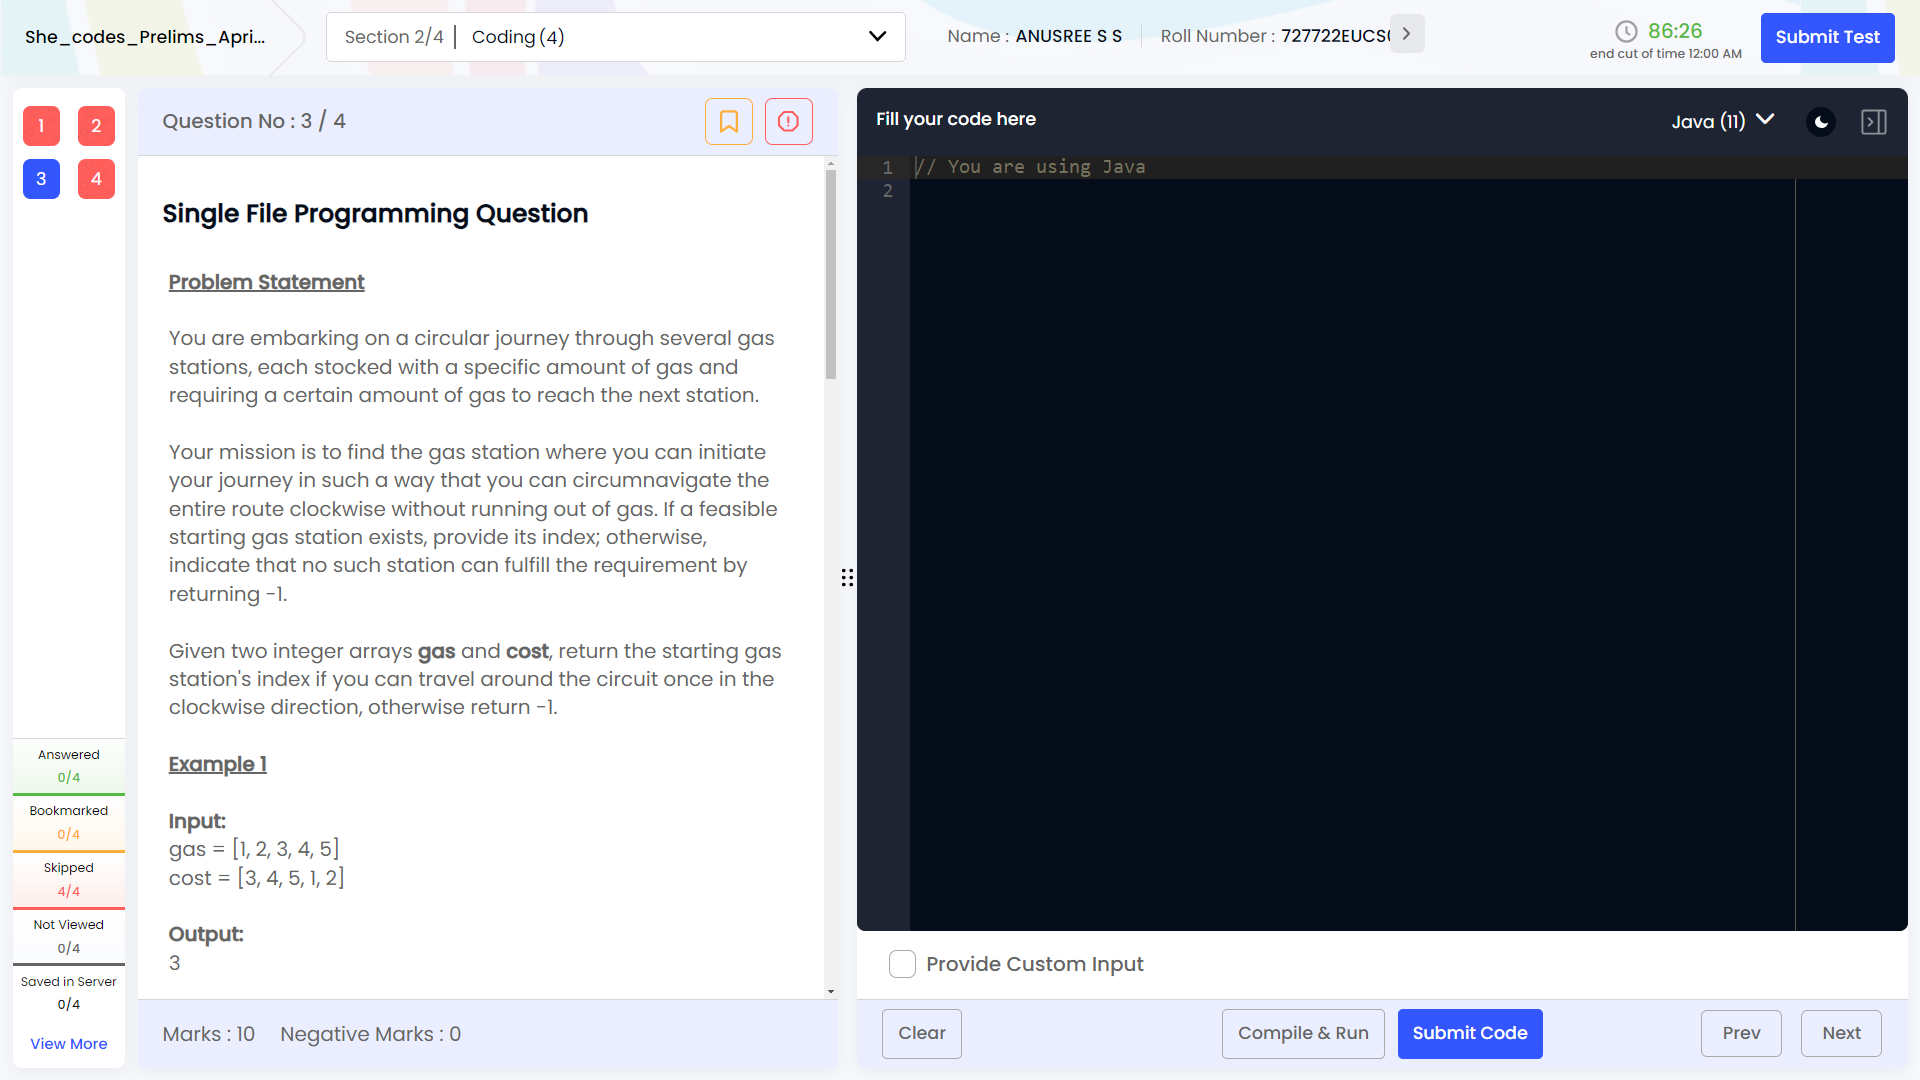 She_codes_Prelims_Apri...
Section 2/4 | Coding (4)
Name : ANUSREE S S
Roll Number : 727722EUCS
86:26
end cut of time 12:00 AM
Submit Test
1 2
3 4
Question No : 3 / 4
Single File Programming Question
Problem Statement
You are embarking on a circular journey through several gas
stations, each stocked with a specific amount of gas and
requiring a certain amount of gas to reach the next station.
Your mission is to find the gas station where you can initiate
your journey in such a way that you can circumnavigate the
entire route clockwise without running out of gas. If a feasible
starting gas station exists, provide its index; otherwise,
indicate that no such station can fulfill the requirement by
returning -1.
Given two integer arrays gas and cost, return the starting gas
station's index if you can travel around the circuit once in the
clockwise direction, otherwise return -1.
Example 1
Input:
gas = [1, 2, 3, 4, 5]
cost = [3, 4, 5, 1, 2]
Output:
3
Marks : 10 Negative Marks : 0
Answered
0/4
Bookmarked
0/4
Skipped
4/4
Not Viewed
0/4
Saved in Server
0/4
View More
Fill your code here
Java (11)
1 // You are using Java
2
Provide Custom Input
Clear
Compile & Run
Submit Code
Prev
Next